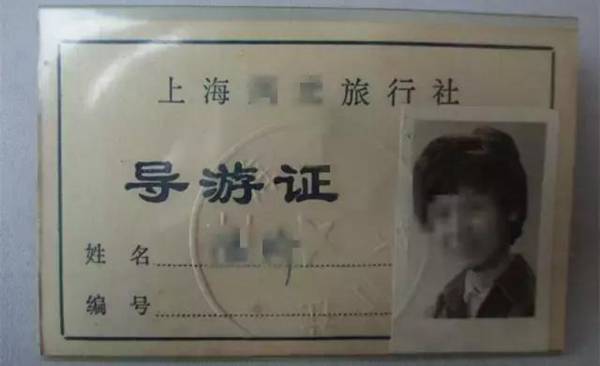 上海 旅行社
导游证
姓名
编号